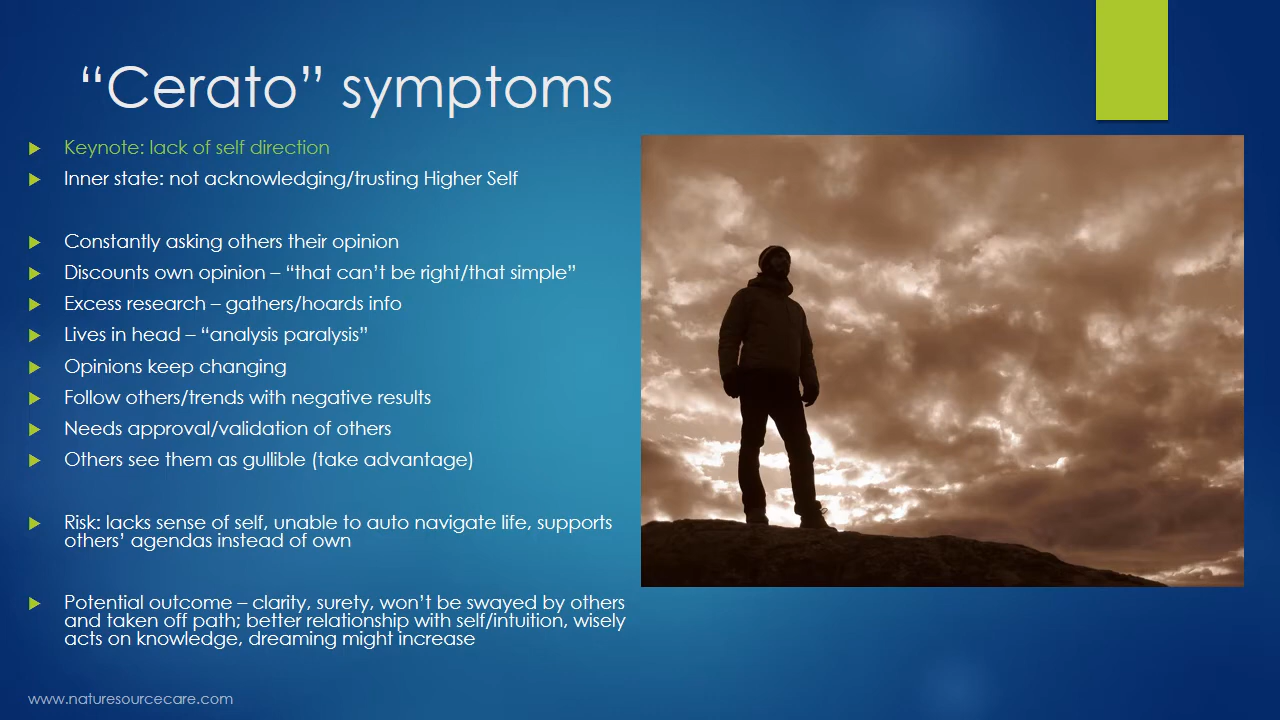 “Cerato” symptoms
Keynote: lack of self direction
Inner state: not acknowledging/trusting Higher Self
Constantly asking others their opinion
Discounts own opinion – “that can’t be right/that simple”
Excess research – gathers/hoards info
Lives in head – “analysis paralysis”
Opinions keep changing
Follow others/trends with negative results
Needs approval/validation of others
Others see them as gullible (take advantage)
Risk: lacks sense of self, unable to auto navigate life, supports
others’ agendas instead of own
Potential outcome – clarity, surety, won’t be swayed by others
and taken off path; better relationship with self/intuition, wisely
acts on knowledge, dreaming might increase
www.naturesourcecare.com